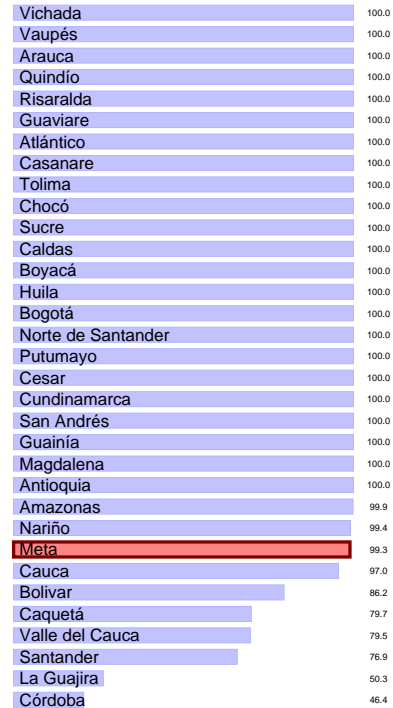 Vichada 100.0
Vaupés 100.0
Arauca 100.0
Quindío 100.0
Risaralda 100.0
Guaviare 100.0
Atlántico 100.0
Casanare 100.0
Tolima 100.0
Chocó 100.0
Sucre 100.0
Caldas 100.0
Boyacá 100.0
Huila 100.0
Bogotá 100.0
Norte de Santander 100.0
Putumayo 100.0
Cesar 100.0
Cundinamarca 100.0
San Andrés 100.0
Guainía 100.0
Magdalena 100.0
Antioquia 100.0
Amazonas 99.9
Nariño 99.4
Meta 99.3
Cauca 97.0
Bolivar 86.2
Caquetá 79.7
Valle del Cauca 79.5
Santander 76.9
La Guajira 50.3
Córdoba 46.4